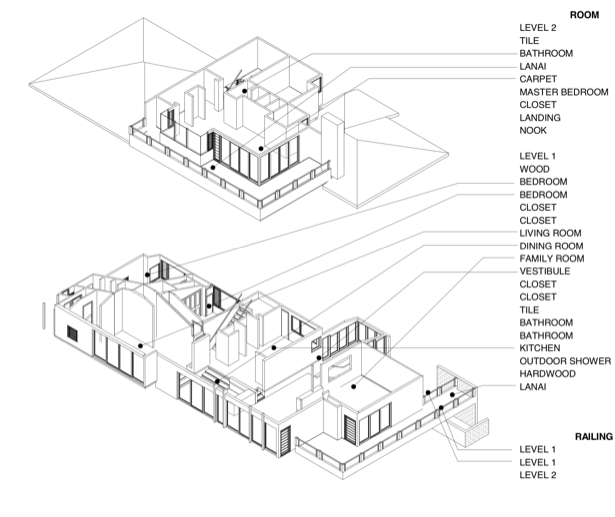 ROOM
LEVEL 2
TILE
BATHROOM
LANAI
CARPET
MASTER BEDROOM
CLOSET
LANDING
NOOK
LEVEL 1
WOOD
BEDROOM
BEDROOM
CLOSET
CLOSET
LIVING ROOM
DINING ROOM
FAMILY ROOM
VESTIBULE
CLOSET
CLOSET
TILE
BATHROOM
BATHROOM
KITCHEN
OUTDOOR SHOWER
HARDWOOD
LANAI
RAILING
LEVEL 1
LEVEL 1
LEVEL 2